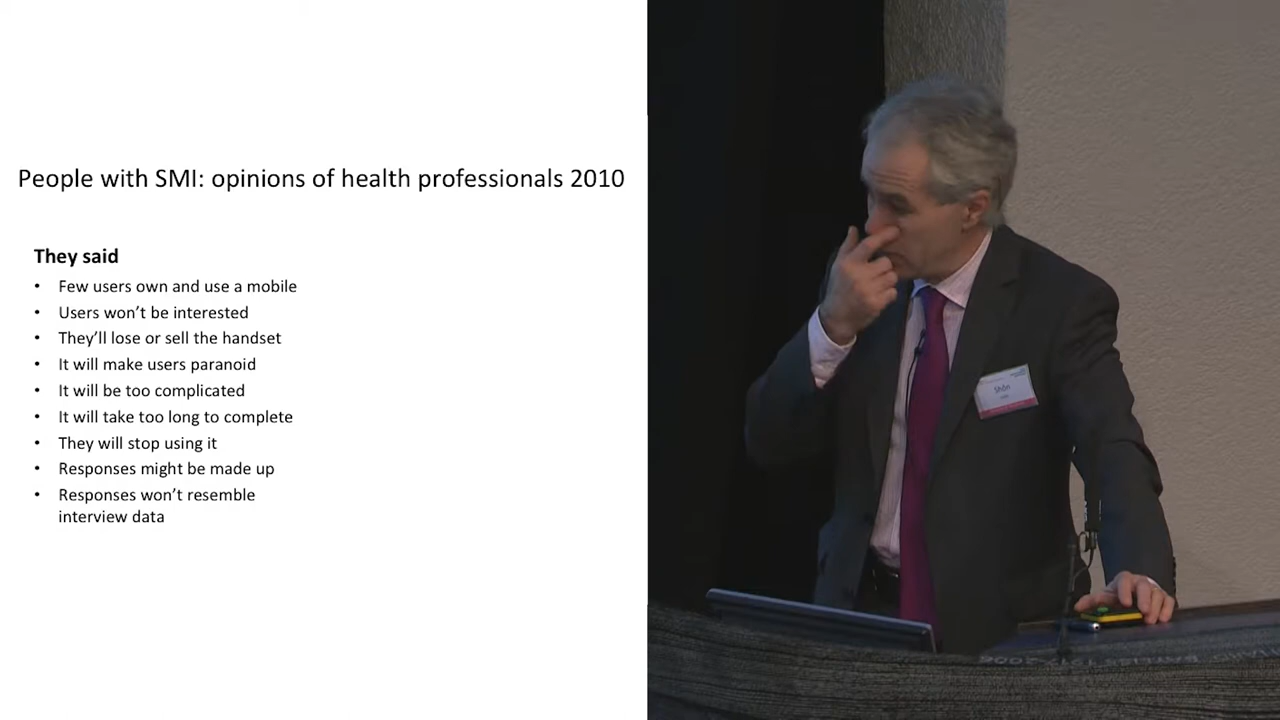 People with SMI: opinions of health professionals 2010
They said
• Few users own and use a mobile
• Users won’t be interested
• They’ll lose or sell the handset
• It will make users paranoid
• It will be too complicated
• It will take too long to complete
• They will stop using it
• Responses might be made up
• Responses won’t resemble
interview data
Shôn